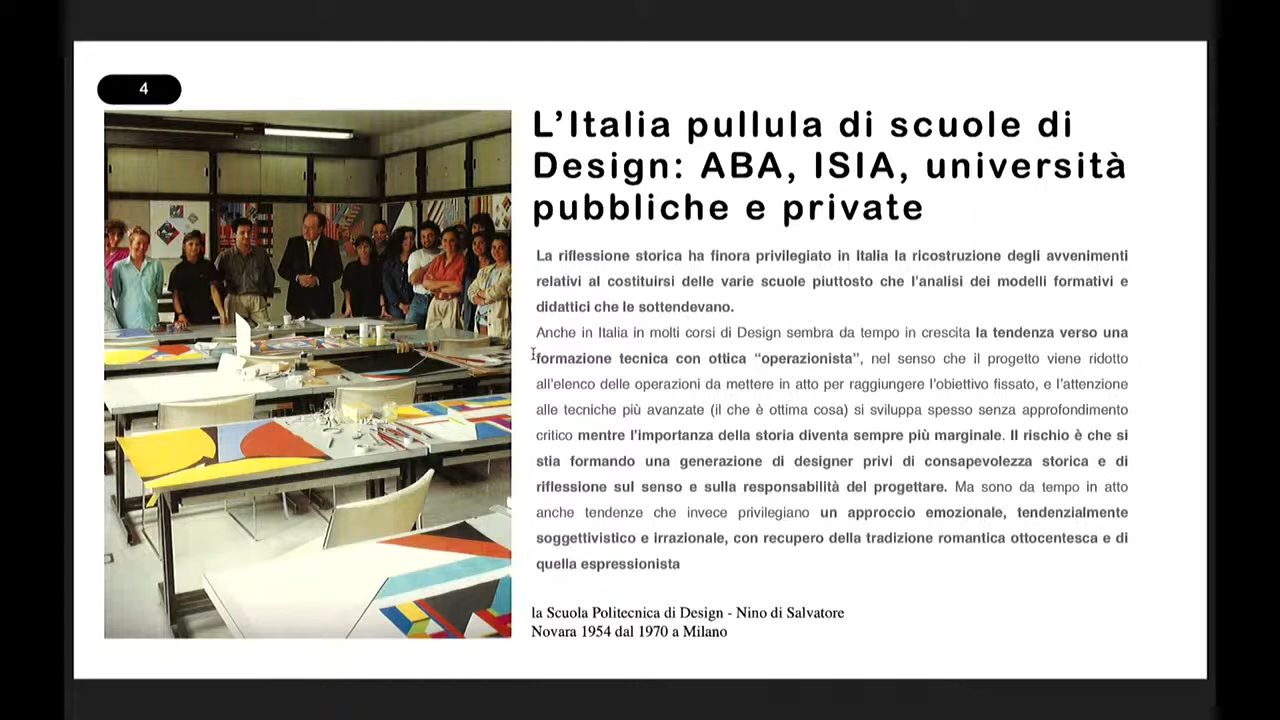 4
L’Italia pullula di scuole di
Design: ABA, ISIA, università
pubbliche e private
La riflessione storica ha finora privilegiato in Italia la ricostruzione degli avvenimenti
relativi al costituirsi delle varie scuole piuttosto che l’analisi dei modelli formativi e
didattici che le sottendevano.
Anche in Italia in molti corsi di Design sembra da tempo in crescita la tendenza verso una
formazione tecnica con ottica “operazionista”, nel senso che il progetto viene ridotto
all’elenco delle operazioni da mettere in atto per raggiungere l’obiettivo fissato, e l’attenzione
alle tecniche più avanzate (il che è ottima cosa) si sviluppa spesso senza approfondimento
critico mentre l’importanza della storia diventa sempre più marginale. Il rischio è che si
stia formando una generazione di designer privi di consapevolezza storica e di
riflessione sul senso e sulla responsabilità del progettare. Ma sono da tempo in atto
anche tendenze che invece privilegiano un approccio emozionale, tendenzialmente
soggettivistico e irrazionale, con recupero della tradizione romantica ottocentesca e di
quella espressionista
la Scuola Politecnica di Design - Nino di Salvatore
Novara 1954 dal 1970 a Milano